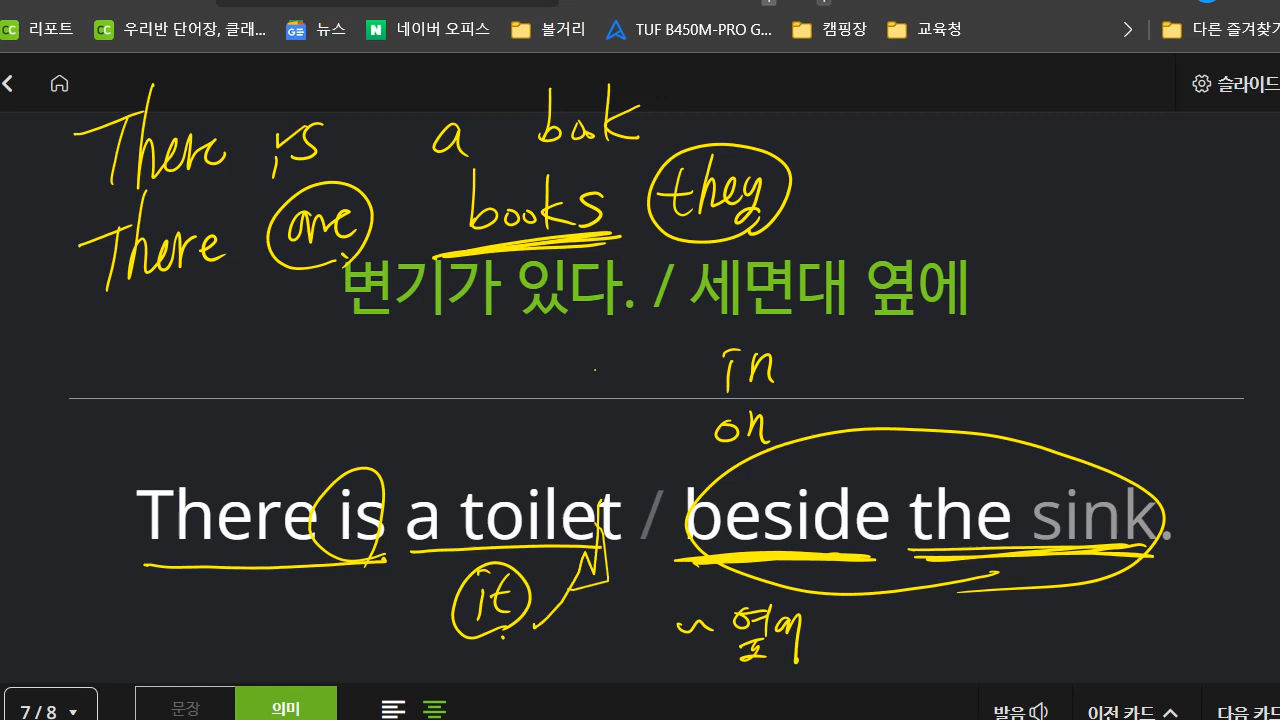 리포트 우리반 단어장, 클래... 뉴스 네이버 오피스 볼거리 TUF B450M-PRO G... 캠핑장 교육청 다른 즐겨찾기
슬라이드
There is a book
There are books they
변기가 있다. / 세면대 옆에
in
on
There is a toilet / beside the sink.
it
~ 옆에
7 / 8 문장 의미 발음 이전 카드 다음 카드